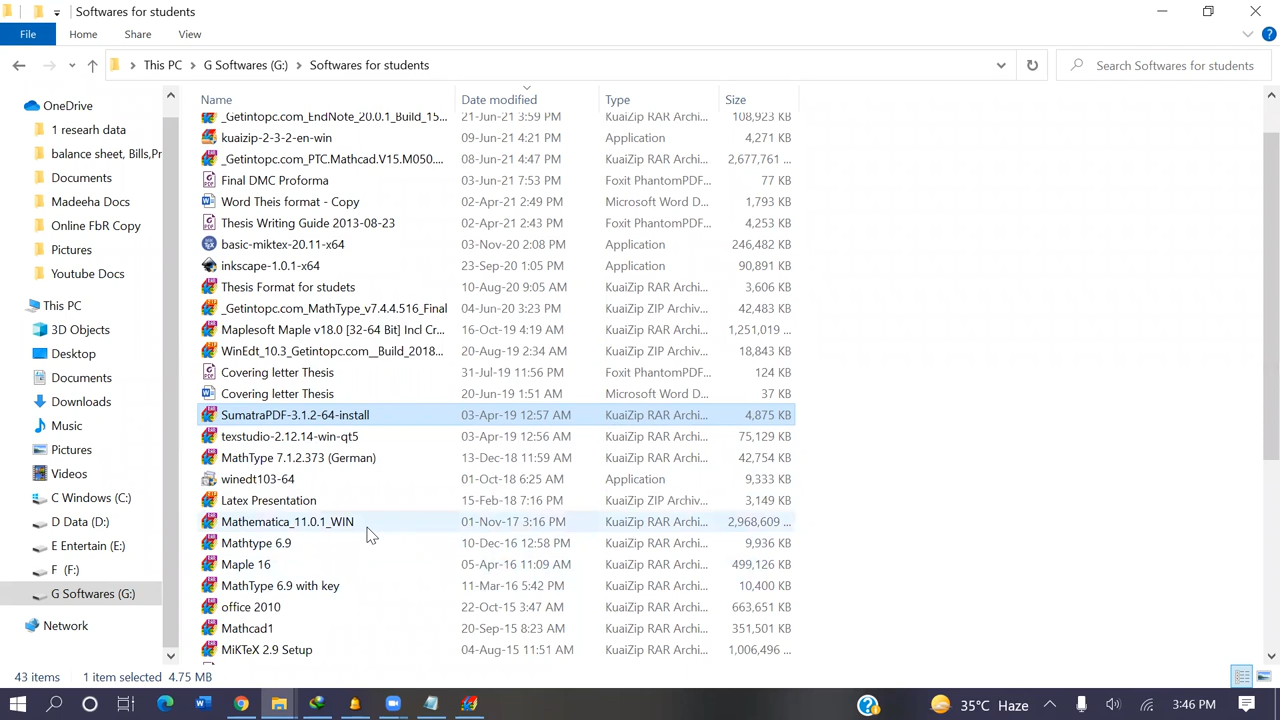 Softwares for students
File Home Share View
This PC G Softwares (G:) Softwares for students
Search Softwares for students
Name Date modified Type Size
_Getintopc.com_EndNote_20.0.1_Build_15... 21-Jun-21 3:59 PM KuaiZip RAR Archi... 108,923 KB
kuaizip-2-3-2-en-win 09-Jun-21 4:21 PM Application 4,271 KB
_Getintopc.com_PTC.Mathcad.V15.M050.... 08-Jun-21 4:47 PM KuaiZip RAR Archi... 2,677,761 ...
Final DMC Proforma 03-Jun-21 7:53 PM Foxit PhantomPDF... 77 KB
Word Theis format - Copy 02-Apr-21 2:49 PM Microsoft Word D... 1,793 KB
Thesis Writing Guide 2013-08-23 02-Apr-21 2:43 PM Foxit PhantomPDF... 4,253 KB
basic-miktex-20.11-x64 03-Nov-20 2:08 PM Application 246,482 KB
inkscape-1.0.1-x64 23-Sep-20 1:05 PM Application 90,891 KB
Thesis Format for studets 10-Aug-20 9:05 AM KuaiZip RAR Archi... 3,606 KB
_Getintopc.com_MathType_v7.4.4.516_Final 04-Jun-20 3:23 PM KuaiZip ZIP Archiv... 42,483 KB
Maplesoft Maple v18.0 [32-64 Bit] Incl Cr... 16-Oct-19 4:19 AM KuaiZip RAR Archi... 1,251,019 ...
WinEdt_10.3_Getintopc.com__Build_2018... 20-Aug-19 2:34 AM KuaiZip ZIP Archiv... 18,843 KB
Covering letter Thesis 31-Jul-19 11:56 PM Foxit PhantomPDF... 124 KB
Covering letter Thesis 20-Jun-19 1:51 AM Microsoft Word D... 37 KB
SumatraPDF-3.1.2-64-install 03-Apr-19 12:57 AM KuaiZip RAR Archi... 4,875 KB
texstudio-2.12.14-win-qt5 03-Apr-19 12:56 AM KuaiZip RAR Archi... 75,129 KB
MathType 7.1.2.373 (German) 13-Dec-18 11:59 AM KuaiZip RAR Archi... 42,754 KB
winedt103-64 01-Oct-18 6:25 AM Application 9,333 KB
Latex Presentation 15-Feb-18 7:16 PM KuaiZip ZIP Archiv... 3,149 KB
Mathematica_11.0.1_WIN 01-Nov-17 3:16 PM KuaiZip RAR Archi... 2,968,609 ...
Mathtype 6.9 10-Dec-16 12:58 PM KuaiZip RAR Archi... 9,936 KB
Maple 16 05-Apr-16 11:09 AM KuaiZip RAR Archi... 499,126 KB
MathType 6.9 with key 11-Mar-16 5:42 PM KuaiZip RAR Archi... 10,400 KB
office 2010 22-Oct-15 3:47 AM KuaiZip RAR Archi... 663,651 KB
Mathcad1 20-Sep-15 8:23 AM KuaiZip RAR Archi... 351,501 KB
MiKTeX 2.9 Setup 04-Aug-15 11:51 AM KuaiZip RAR Archi... 1,006,496 ...
OneDrive
1 researh data
balance sheet, Bills,Pr
Documents
Madeeha Docs
Online FbR Copy
Pictures
Youtube Docs
This PC
3D Objects
Desktop
Documents
Downloads
Music
Pictures
Videos
C Windows (C:)
D Data (D:)
E Entertain (E:)
F (F:)
G Softwares (G:)
Network
43 items 1 item selected 4.75 MB
35°C Haze 3:46 PM